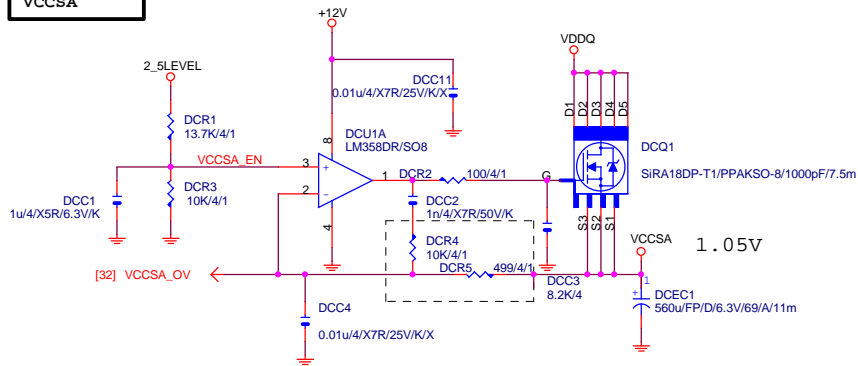 VCCSA
+12V
VDDQ
2_5LEVEL
DCC11
0.01u/4/X7R/25V/K/X
D1 D2 D3 D4 D5
DCR1
13.7K/4/1
8
DCU1A
LM358DR/SO8
DCQ1
VCCSA_EN
3
+
1
DCR2
100/4/1
G
SiRA18DP-T1/PPAKSO-8/1000pF/7.5m
2
-
DCC1
1u/4/X5R/6.3V/K
DCR3
10K/4/1
DCC2
1n/4/X7R/50V/K
4
S3 S2 S1
DCR4
10K/4/1
VCCSA
1.05V
[32] VCCSA_OV
DCR5
499/4/1
DCC3
8.2K/4
1
+
DCEC1
560u/FP/D/6.3V/69/A/11m
DCC4
0.01u/4/X7R/25V/K/X